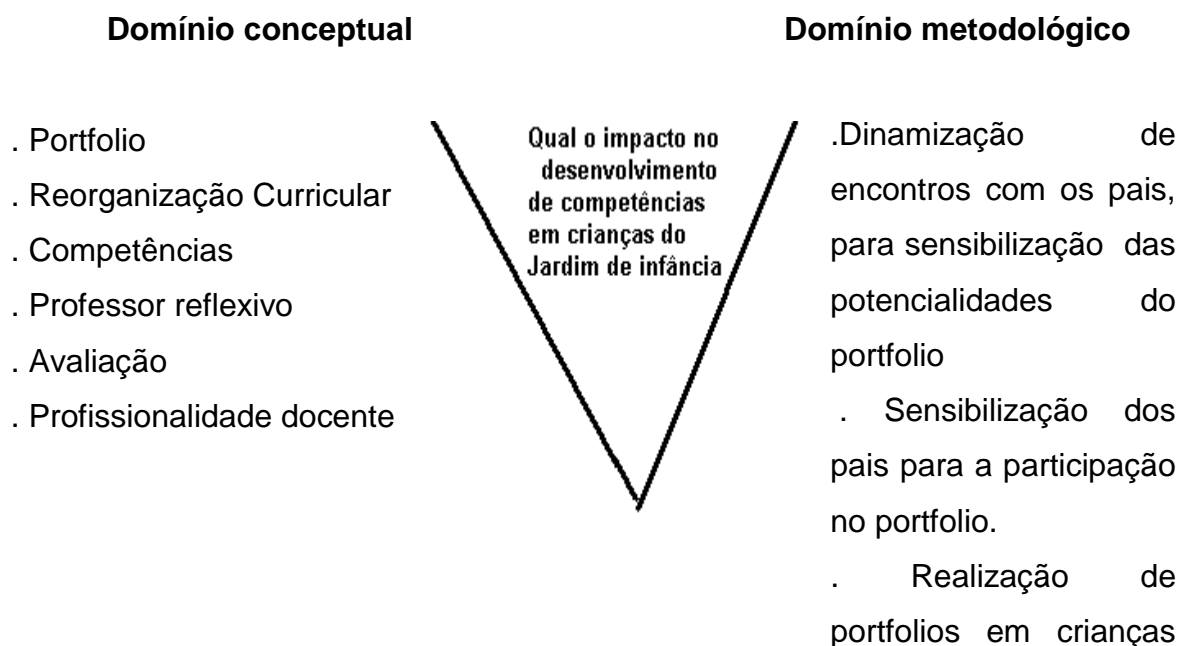 Domínio conceptual
Domínio metodológico
. Portfolio
. Reorganização Curricular
. Competências
. Professor reflexivo
. Avaliação
. Profissionalidade docente
Qual o impacto no
desenvolvimento
de competências
em crianças do
Jardim de infância
.Dinamização de
encontros com os pais,
para sensibilização das
potencialidades do
portfolio
. Sensibilização dos
pais para a participação
no portfolio.
. Realização de
portfolios em crianças